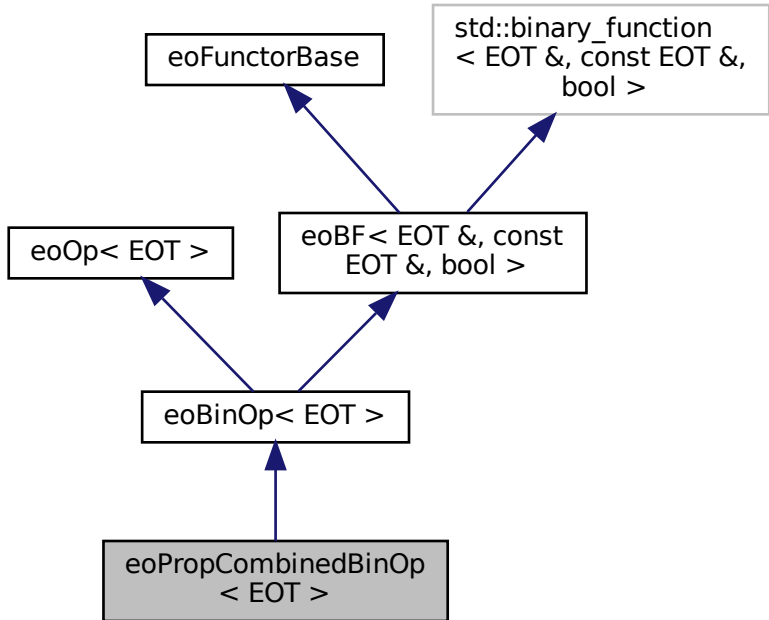 std::binary_function
< EOT &, const EOT &,
bool >
eoFunctorBase
eoBF< EOT &, const
EOT &, bool >
eoOp< EOT >
eoBinOp< EOT >
eoPropCombinedBinOp
< EOT >